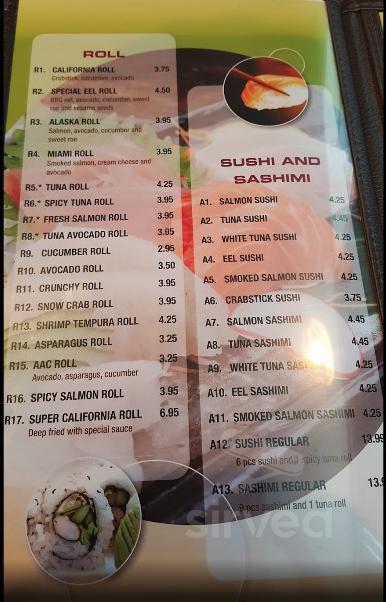 ROLL
R1. CALIFORNIA ROLL 3.75
Crabstick, cucumber, avocado
R2. SPECIAL EEL ROLL 4.50
BBQ eel, avocado, cucumber, sweet
roe and sesame seeds
R3. ALASKA ROLL 3.95
Salmon, avocado, cucumber and
sweet roe
R4. MIAMI ROLL 3.95
Smoked salmon, cream cheese and
avocado
R5.* TUNA ROLL 4.25
R6.* SPICY TUNA ROLL 3.95
R7.* FRESH SALMON ROLL 3.95
R8.* TUNA AVOCADO ROLL 3.95
R9. CUCUMBER ROLL 2.95
R10. AVOCADO ROLL 3.50
R11. CRUNCHY ROLL 3.95
R12. SNOW CRAB ROLL 3.95
R13. SHRIMP TEMPURA ROLL 4.25
R14. ASPARAGUS ROLL 3.25
R15. AAC ROLL 3.25
Avocado, asparagus, cucumber
R16. SPICY SALMON ROLL 3.95
R17. SUPER CALIFORNIA ROLL 6.95
Deep fried with special sauce
SUSHI AND
SASHIMI
A1. SALMON SUSHI 4.25
A2. TUNA SUSHI 4.45
A3. WHITE TUNA SUSHI 4.25
A4. EEL SUSHI 4.25
A5. SMOKED SALMON SUSHI 4.25
A6. CRABSTICK SUSHI 3.75
A7. SALMON SASHIMI 4.45
A8. TUNA SASHIMI 4.45
A9. WHITE TUNA SASHIMI 4.25
A10. EEL SASHIMI 4.25
A11. SMOKED SALMON SASHIMI 4.25
A12. SUSHI REGULAR 13.99
6 pcs sushi and 1 spicy tuna roll
A13. SASHIMI REGULAR 13.9
9 pcs sashimi and 1 tuna roll
sirved